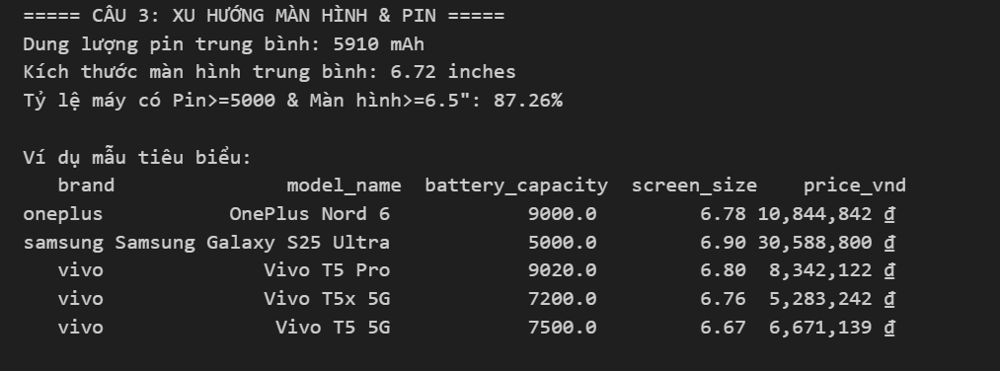 ===== CÂU 3: XU HƯỚNG MÀN HÌNH & PIN =====
Dung lượng pin trung bình: 5910 mAh
Kích thước màn hình trung bình: 6.72 inches
Tỷ lệ máy có Pin>=5000 & Màn hình>=6.5": 87.26%
Ví dụ mẫu tiêu biểu:
brand model_name battery_capacity screen_size price_vnd
oneplus OnePlus Nord 6 9000.0 6.78 10,844,842 ₫
samsung Samsung Galaxy S25 Ultra 5000.0 6.90 30,588,800 ₫
vivo Vivo T5 Pro 9020.0 6.80 8,342,122 ₫
vivo Vivo T5x 5G 7200.0 6.76 5,283,242 ₫
vivo Vivo T5 5G 7500.0 6.67 6,671,139 ₫